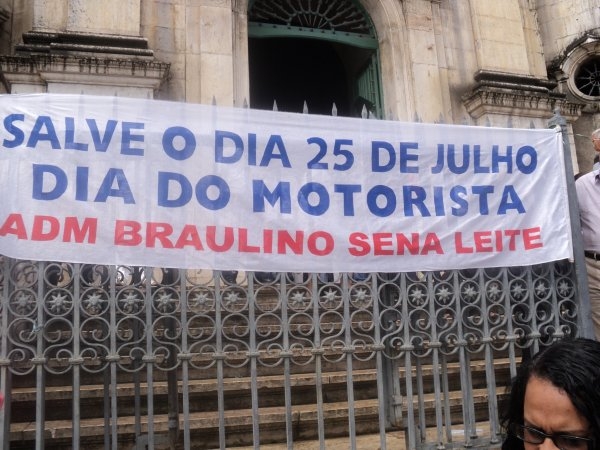 SALVE O DIA 25 DE JULHO
DIA DO MOTORISTA
ADM BRAULINO SENA LEITE